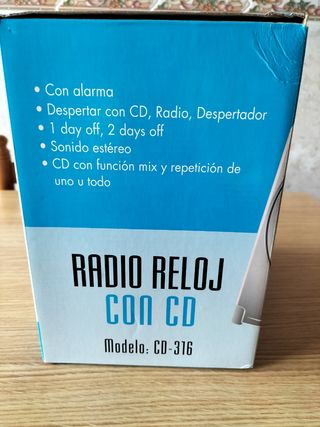 • Con alarma
• Despertar con CD, Radio, Despertador
• 1 day off, 2 days off
• Sonido estéreo
• CD con función mix y repetición de
uno u todo
RADIO RELOJ
CON CD
Modelo: CD-316